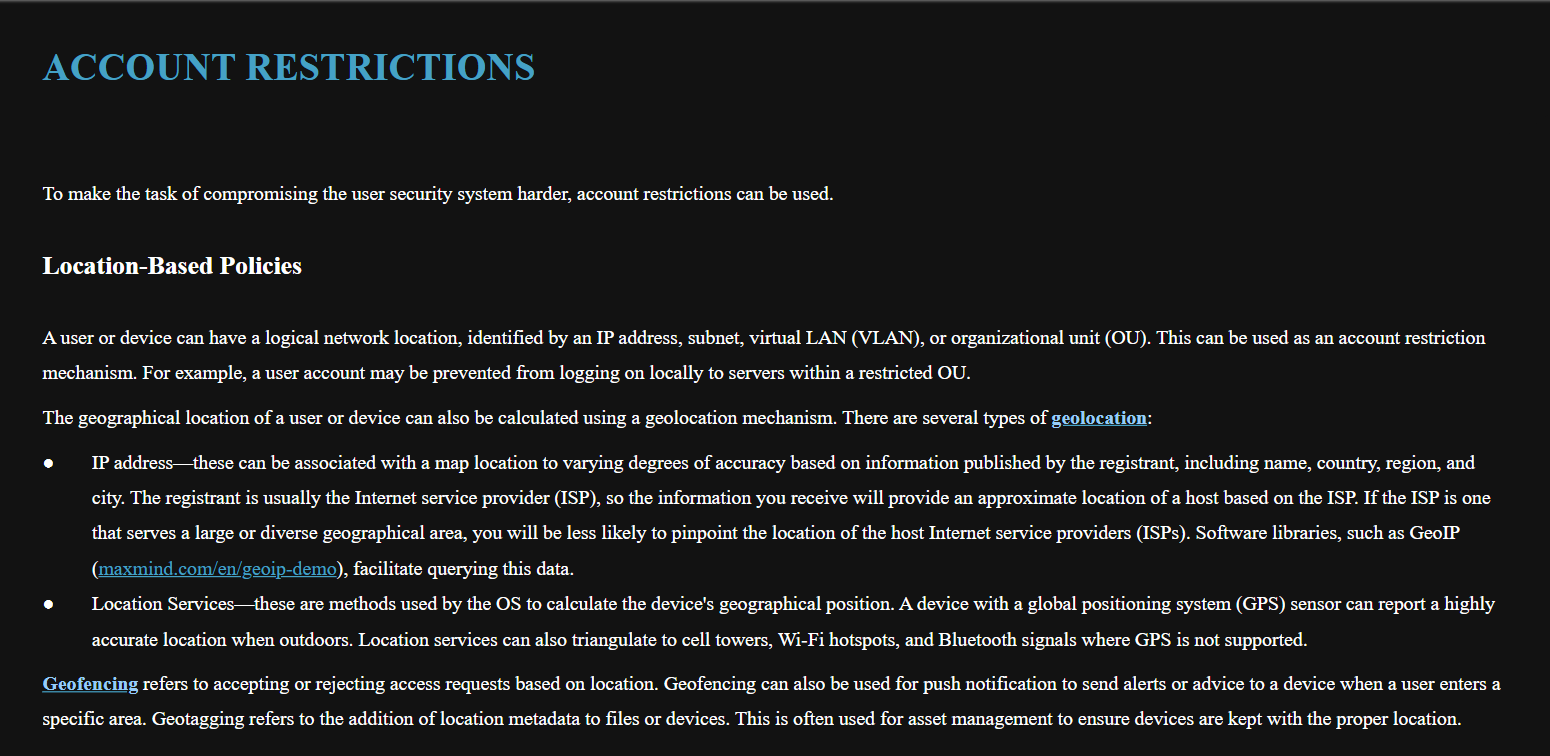 ACCOUNT RESTRICTIONS
To make the task of compromising the user security system harder, account restrictions can be used.
Location-Based Policies
A user or device can have a logical network location, identified by an IP address, subnet, virtual LAN (VLAN), or organizational unit (OU). This can be used as an account restriction
mechanism. For example, a user account may be prevented from logging on locally to servers within a restricted OU.
The geographical location of a user or device can also be calculated using a geolocation mechanism. There are several types of geolocation:
● IP address—these can be associated with a map location to varying degrees of accuracy based on information published by the registrant, including name, country, region, and
city. The registrant is usually the Internet service provider (ISP), so the information you receive will provide an approximate location of a host based on the ISP. If the ISP is one
that serves a large or diverse geographical area, you will be less likely to pinpoint the location of the host Internet service providers (ISPs). Software libraries, such as GeoIP
(maxmind.com/en/geoip-demo), facilitate querying this data.
● Location Services—these are methods used by the OS to calculate the device's geographical position. A device with a global positioning system (GPS) sensor can report a highly
accurate location when outdoors. Location services can also triangulate to cell towers, Wi-Fi hotspots, and Bluetooth signals where GPS is not supported.
Geofencing refers to accepting or rejecting access requests based on location. Geofencing can also be used for push notification to send alerts or advice to a device when a user enters a
specific area. Geotagging refers to the addition of location metadata to files or devices. This is often used for asset management to ensure devices are kept with the proper location.